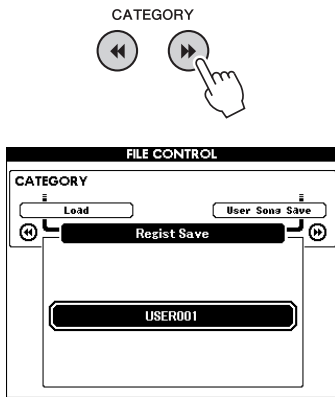 CATEGORY
FILE CONTROL
CATEGORY
Load
User Song Save
Regist Save
USER001